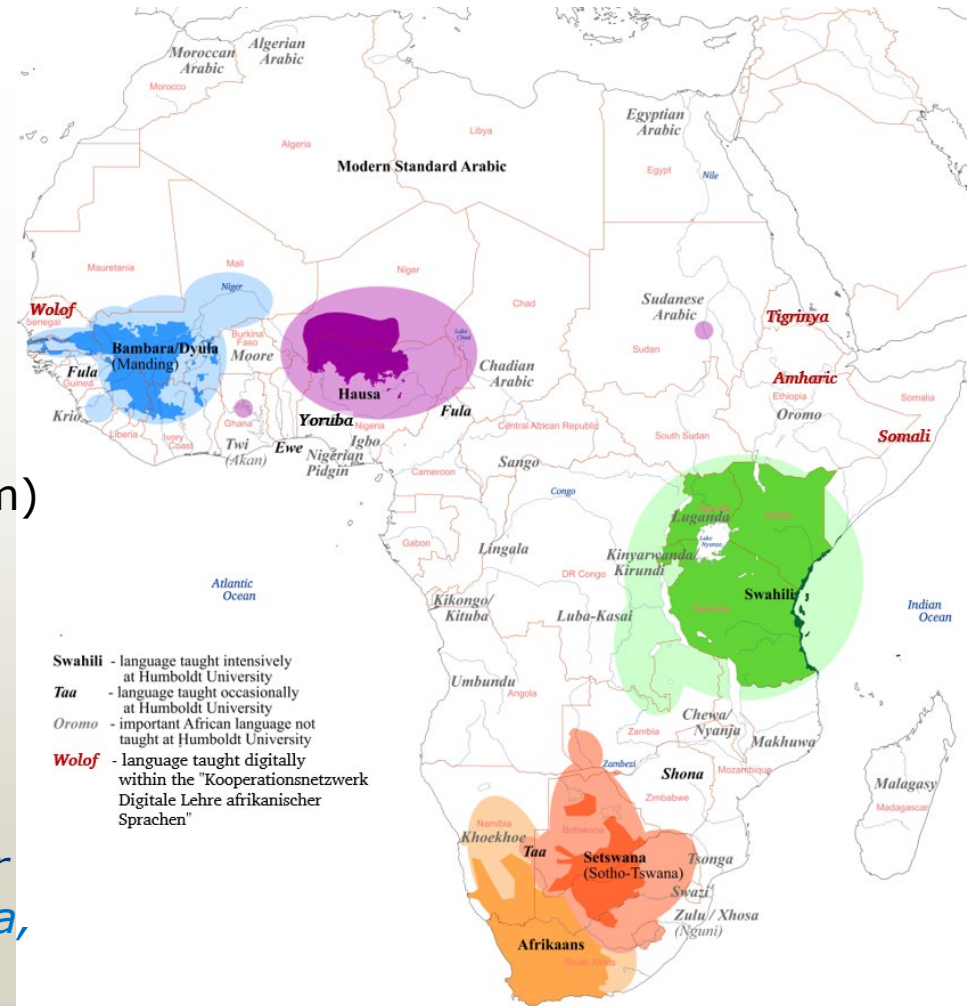 Moroccan
Arabic
Algerian
Arabic
Morocco
Algeria
Libya
Egyptian
Arabic
Egypt
Nile
Modern Standard Arabic
Mauretania
Mali
Niger
Niger
Chad
Lake
Chad
Sudanese
Arabic
Sudan
Tigrinya
Wolof
Senegal
Bambara/Dyula
(Manding)
Burkina
Faso
Moore
Hausa
Chadian
Arabic
Amharic
Ethiopia
Oromo
Somalia
Somali
Fula
Guinea
Krio
Liberia
Ivory
Coast
Ghana
Twi
(Akan)
Ewe
Yoruba
Nigeria
Igbo
Nigerian
Pidgin
Fula
Cameroon
Central African Republic
South Sudan
Sango
n)
Congo
Gabon
Lingala
Luganda
Lake
Nyanza
Kinyarwanda/
Kirundi
DR Congo
Swahili
Atlantic
Ocean
Indian
Ocean
Kikongo/
Kituba
Luba-Kasai
Umbundu
Angola
Swahili - language taught intensively
at Humboldt University
Taa - language taught occasionally
at Humboldt University
Oromo - important African language not
taught at Humboldt University
Wolof - language taught digitally
within the "Kooperationsnetzwerk
Digitale Lehre afrikanischer
Sprachen"
Chewa/
Nyanja
Zambia
Makhuwa
Zambezi
Shona
Mozambique
Zimbabwe
Malagasy
Madagascar
Namibia
Khoekhoe
Taa
Botswana
Setswana
(Sotho-Tswana)
Tsonga
Swazi
Zulu / Xhosa
(Nguni)
Afrikaans
South Africa
r
a,